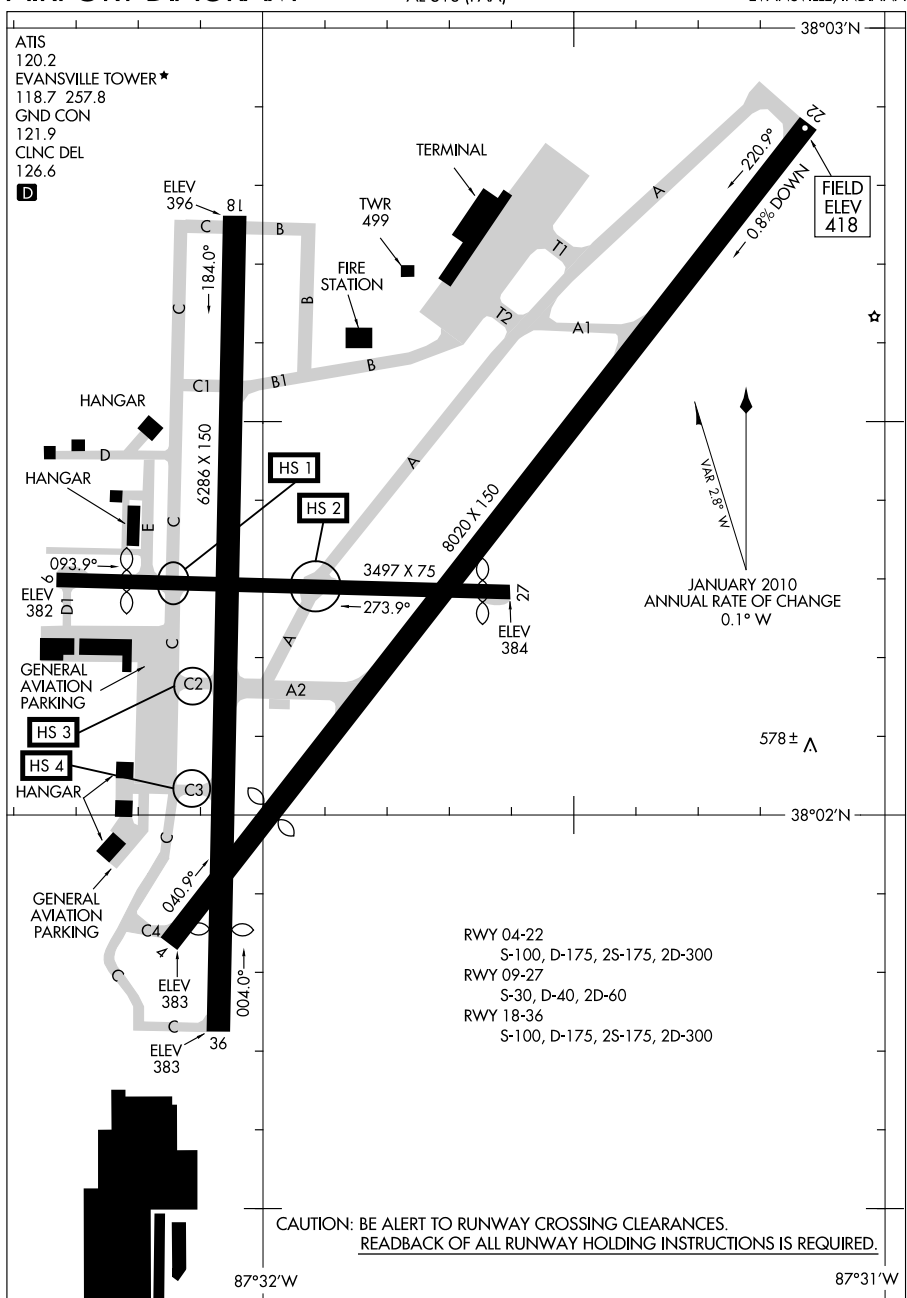 38°03'N
ATIS
120.2
EVANSVILLE TOWER★
118.7 257.8
GND CON
121.9
CLNC DEL
126.6
D
TERMINAL
22
220.9°
0.8% DOWN
A
FIELD
ELEV
418
ELEV
396
18
TWR
499
C
B
184.0°
T1
FIRE
STATION
C
B
T2
A1
B
C1
B1
HANGAR
6286 X 150
D
A
HS 1
VAR 2.8° W
HANGAR
HS 2
8020 X 150
E
C
093.9°
3497 X 75
9
27
273.9°
ELEV
382
D1
JANUARY 2010
ANNUAL RATE OF CHANGE
0.1° W
ELEV
384
C
A
GENERAL
AVIATION
PARKING
C2
A2
HS 3
578 ±
HS 4
HANGAR
C3
38°02'N
C
040.9°
GENERAL
AVIATION
PARKING
C4
4
RWY 04-22
S-100, D-175, 2S-175, 2D-300
RWY 09-27
S-30, D-40, 2D-60
RWY 18-36
S-100, D-175, 2S-175, 2D-300
C
ELEV
383
004.0°
C
ELEV
383
36
CAUTION: BE ALERT TO RUNWAY CROSSING CLEARANCES.
READBACK OF ALL RUNWAY HOLDING INSTRUCTIONS IS REQUIRED.
87°32'W
87°31'W